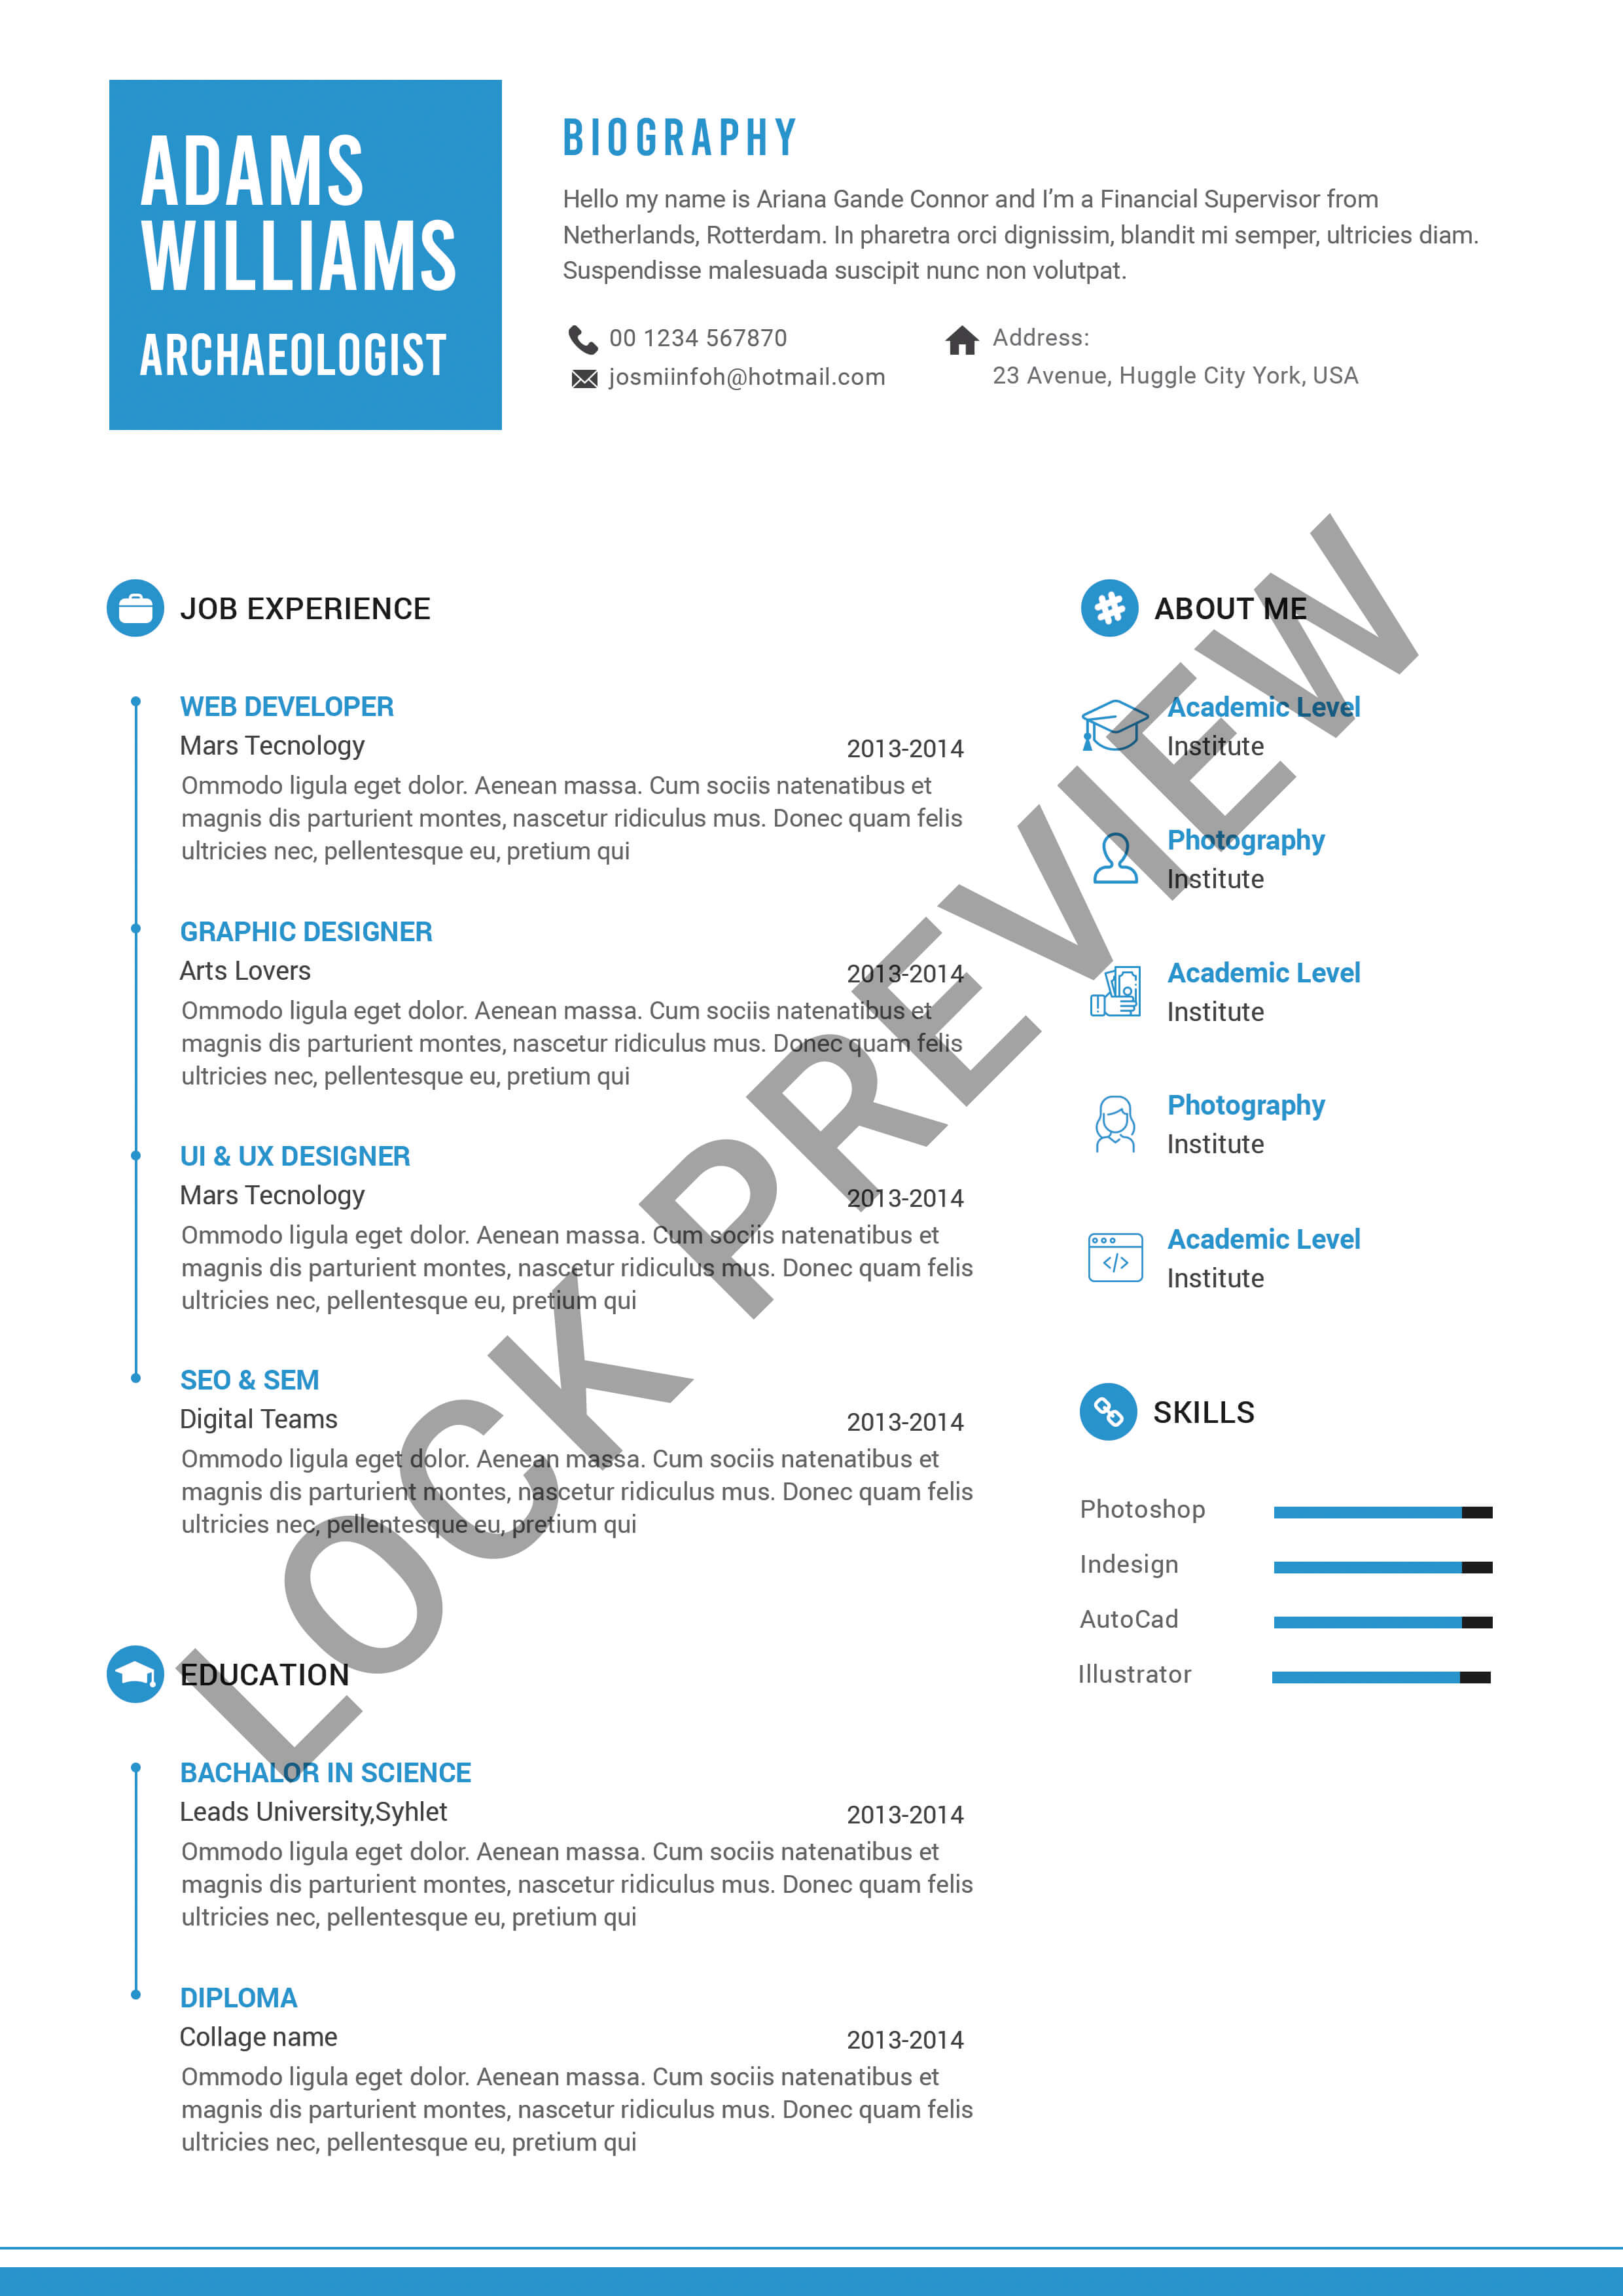 ADAMS
WILLIAMS
ARCHAEOLOGIST
BIOGRAPHY
Hello my name is Ariana Gande Connor and I’m a Financial Supervisor from
Netherlands, Rotterdam. In pharetra orci dignissim, blandit mi semper, ultricies diam.
Suspendisse malesuada suscipit nunc non volutpat.
00 1234 567870
josmiinfoh@hotmail.com
Address:
23 Avenue, Huggle City York, USA
JOB EXPERIENCE
WEB DEVELOPER
Mars Tecnology
2013-2014
Ommodo ligula eget dolor. Aenean massa. Cum sociis natenatibus et
magnis dis parturient montes, nascetur ridiculus mus. Donec quam felis
ultricies nec, pellentesque eu, pretium qui
GRAPHIC DESIGNER
Arts Lovers
2013-2014
Ommodo ligula eget dolor. Aenean massa. Cum sociis natenatibus et
magnis dis parturient montes, nascetur ridiculus mus. Donec quam felis
ultricies nec, pellentesque eu, pretium qui
UI & UX DESIGNER
Mars Tecnology
2013-2014
Ommodo ligula eget dolor. Aenean massa. Cum sociis natenatibus et
magnis dis parturient montes, nascetur ridiculus mus. Donec quam felis
ultricies nec, pellentesque eu, pretium qui
SEO & SEM
Digital Teams
2013-2014
Ommodo ligula eget dolor. Aenean massa. Cum sociis natenatibus et
magnis dis parturient montes, nascetur ridiculus mus. Donec quam felis
ultricies nec, pellentesque eu, pretium qui
EDUCATION
BACHALOR IN SCIENCE
Leads University,Syhlet
2013-2014
Ommodo ligula eget dolor. Aenean massa. Cum sociis natenatibus et
magnis dis parturient montes, nascetur ridiculus mus. Donec quam felis
ultricies nec, pellentesque eu, pretium qui
DIPLOMA
Collage name
2013-2014
Ommodo ligula eget dolor. Aenean massa. Cum sociis natenatibus et
magnis dis parturient montes, nascetur ridiculus mus. Donec quam felis
ultricies nec, pellentesque eu, pretium qui
ABOUT ME
Academic Level
Institute
Photography
Institute
Academic Level
Institute
Photography
Institute
Academic Level
Institute
SKILLS
Photoshop
Indesign
AutoCad
Illustrator
LOCK PREVIEW